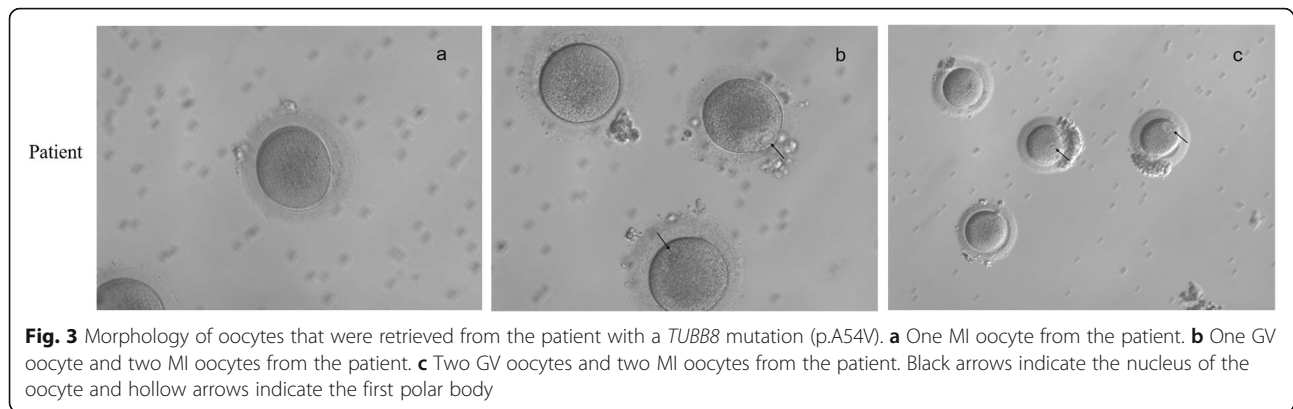 a
b
c
Patient
Fig. 3 Morphology of oocytes that were retrieved from the patient with a TUBB8 mutation (p.A54V). a One MI oocyte from the patient. b One GV
oocyte and two MI oocytes from the patient. c Two GV oocytes and two MI oocytes from the patient. Black arrows indicate the nucleus of the
oocyte and hollow arrows indicate the first polar body